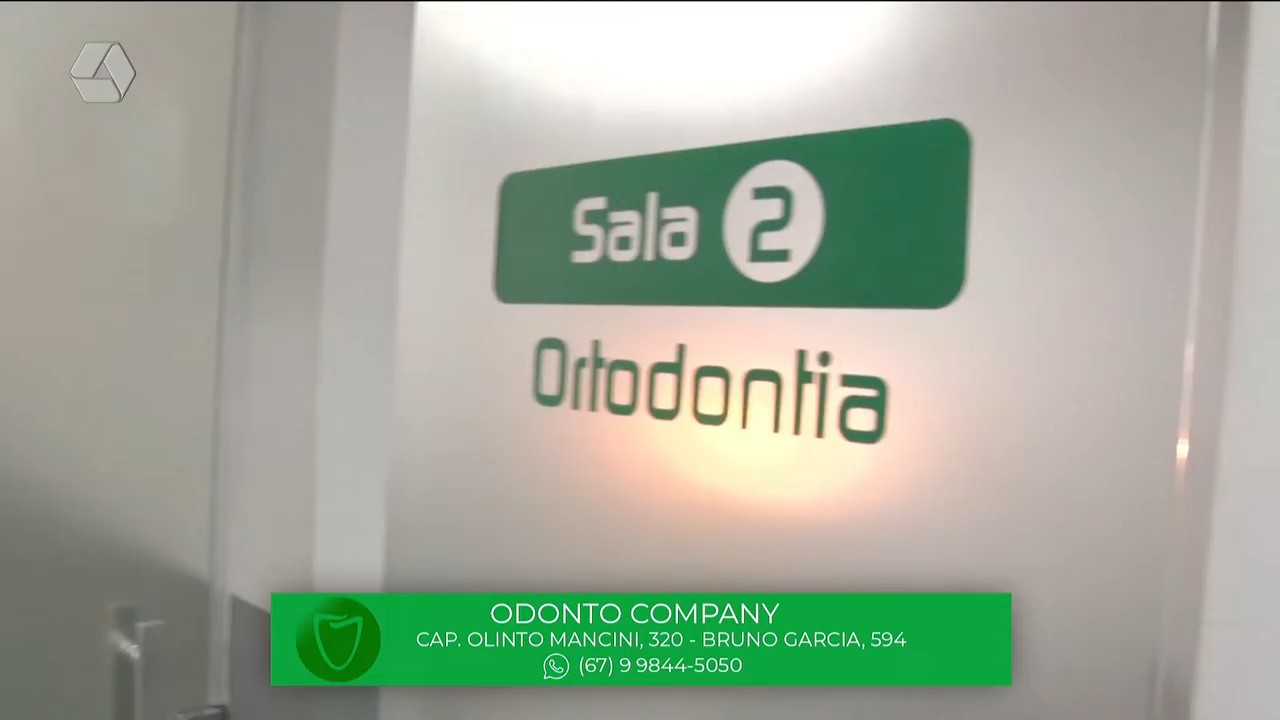 Sala 2
Ortodontia
ODONTO COMPANY
CAP. OLINTO MANCINI, 320 - BRUNO GARCIA, 594
(67) 9 9844-5050